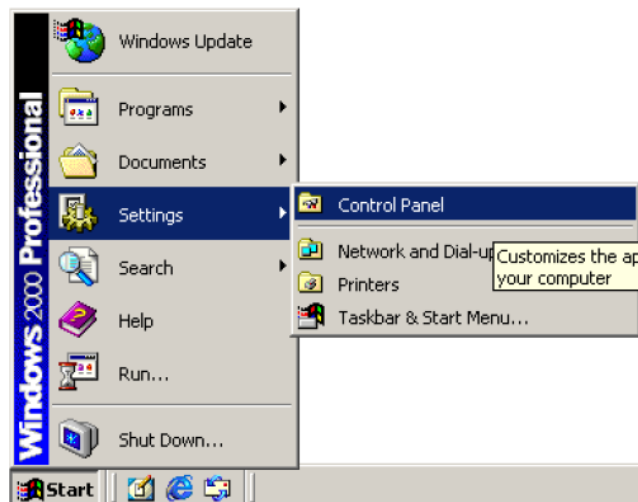 Windows 2000 Professional
Windows Update
Programs
Documents
Settings
Search
Help
Run...
Shut Down...
Control Panel
Network and Dial-up
Printers
Taskbar & Start Menu...
Customizes the ap
your computer
Start